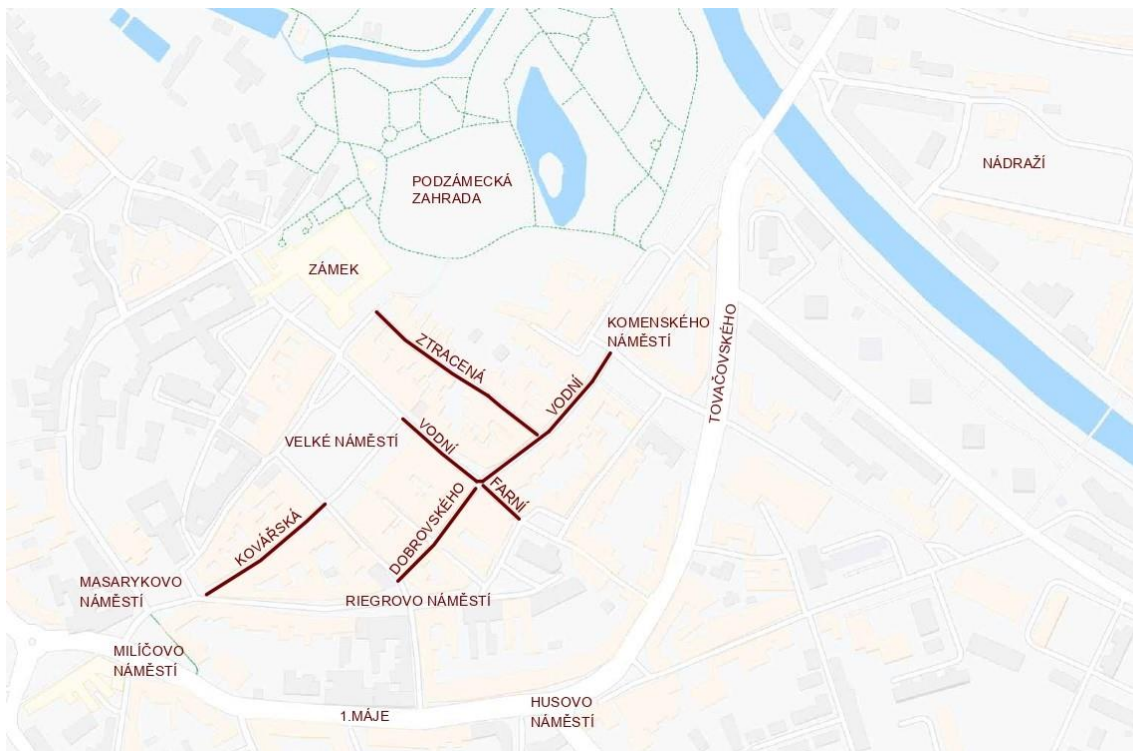 PODZÁMECKÁ
ZAHRADA
NÁDRAŽÍ
ZÁMEK
KOMENSKÉHO
NÁMĚSTÍ
ZTRACENÁ
VODNÍ
TOVAČOVSKÉHO
VELKÉ NÁMĚSTÍ
VODNÍ
FARNÍ
DOBROVSKÉHO
KOVÁŘSKÁ
MASARYKOVO
NÁMĚSTÍ
RIEGROVO NÁMĚSTÍ
MILÍČOVO
NÁMĚSTÍ
1.MÁJE
HUSOVO
NÁMĚSTÍ